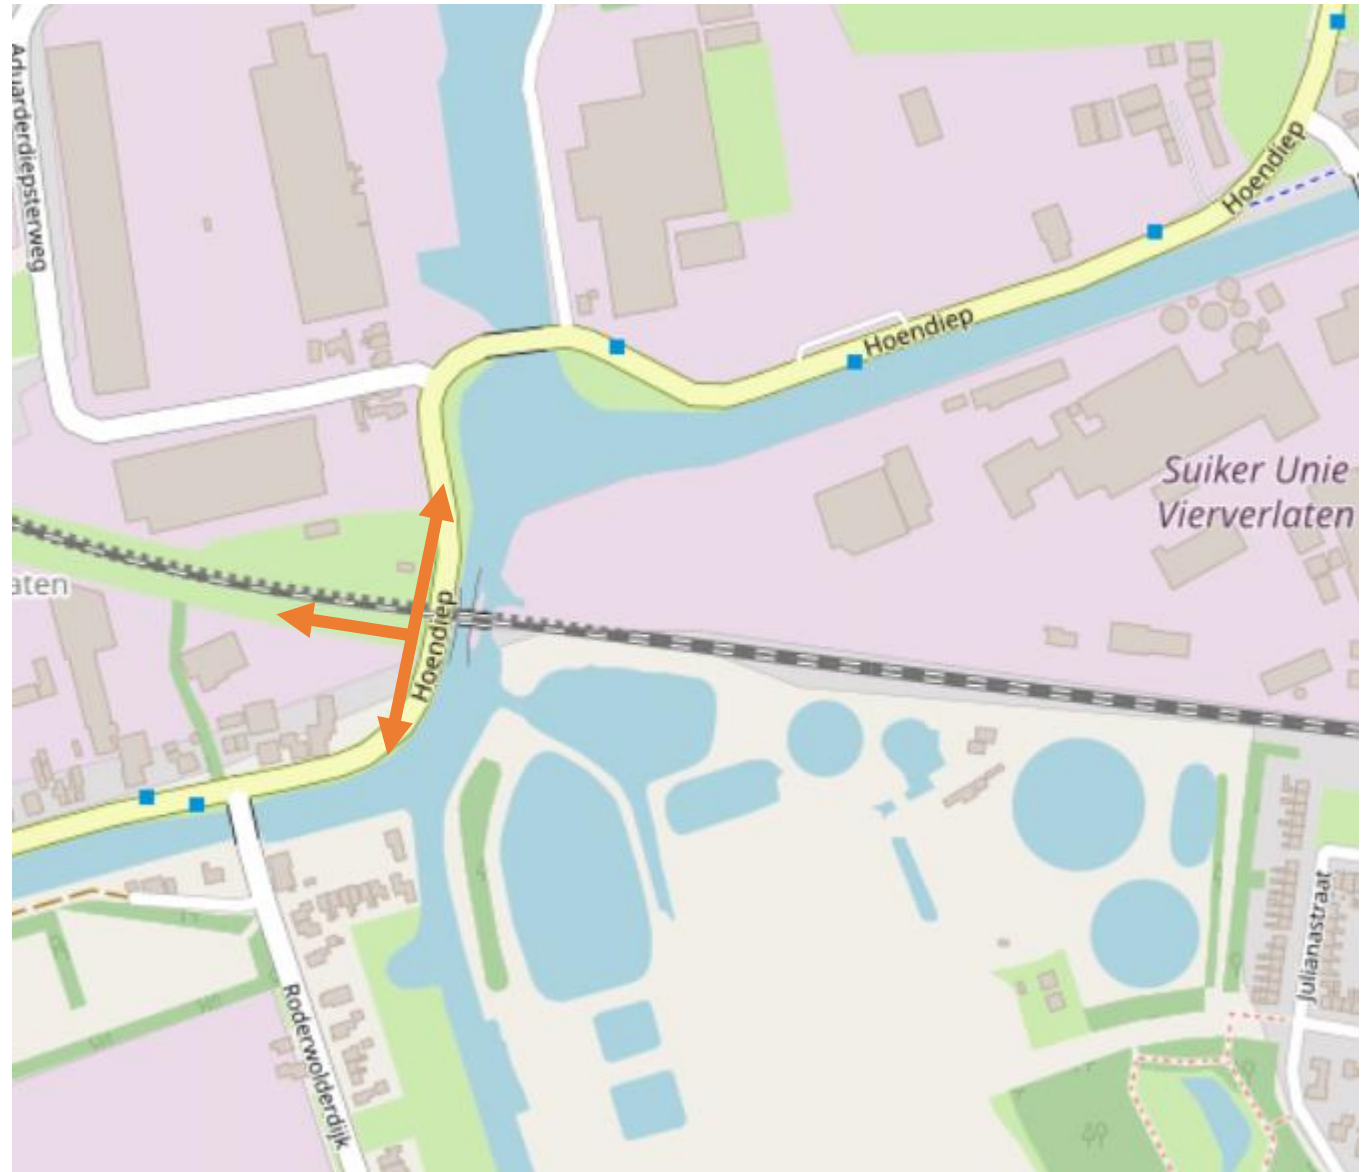 Aduarderdiepsterweg
Hoendiep
Hoendiep
Suiker Unie
Vierverlaten
aten
Hoendiep
Julianastraat
Roderwolderdijk